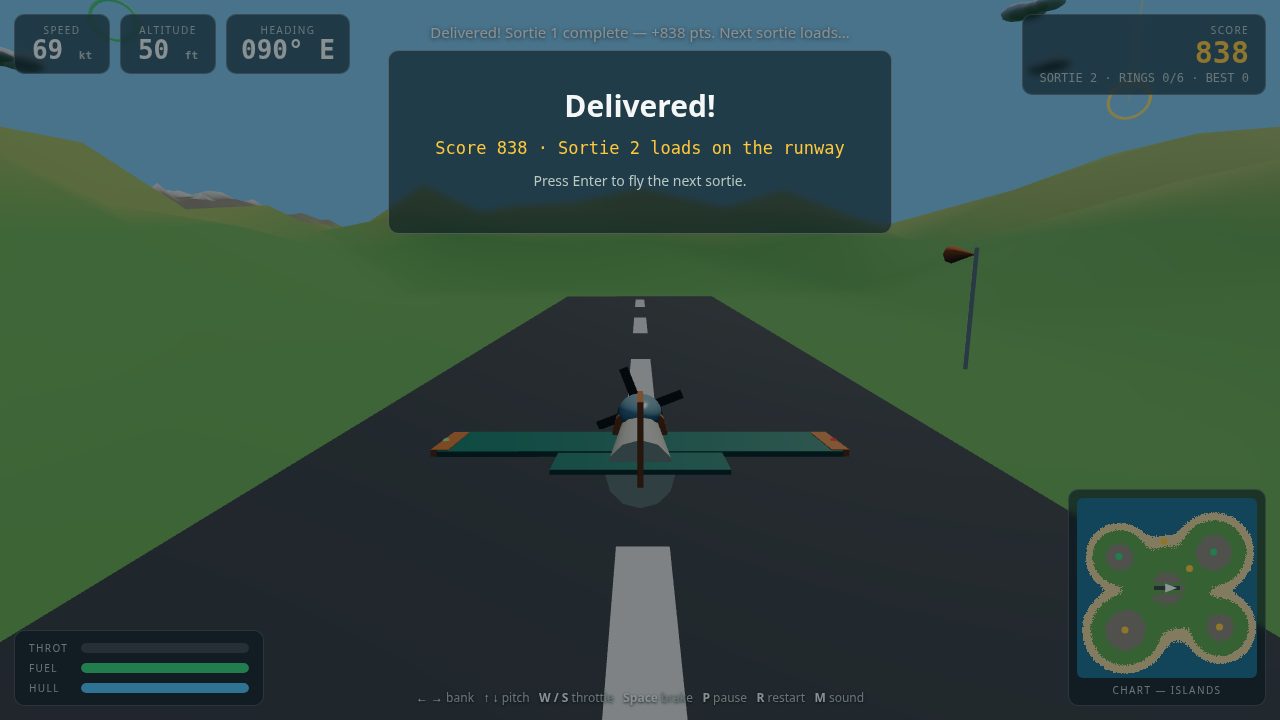 SPEED
69 kt
ALTITUDE
50 ft
HEADING
090° E
Delivered! Sortie 1 complete — +838 pts. Next sortie loads...
SCORE
838
SORTIE 2 · RINGS 0/6 · BEST 0
Delivered!
Score 838 · Sortie 2 loads on the runway
Press Enter to fly the next sortie.
THROT
FUEL
HULL
← → bank ↑ ↓ pitch W / S throttle Space brake P pause R restart M sound
CHART — ISLANDS